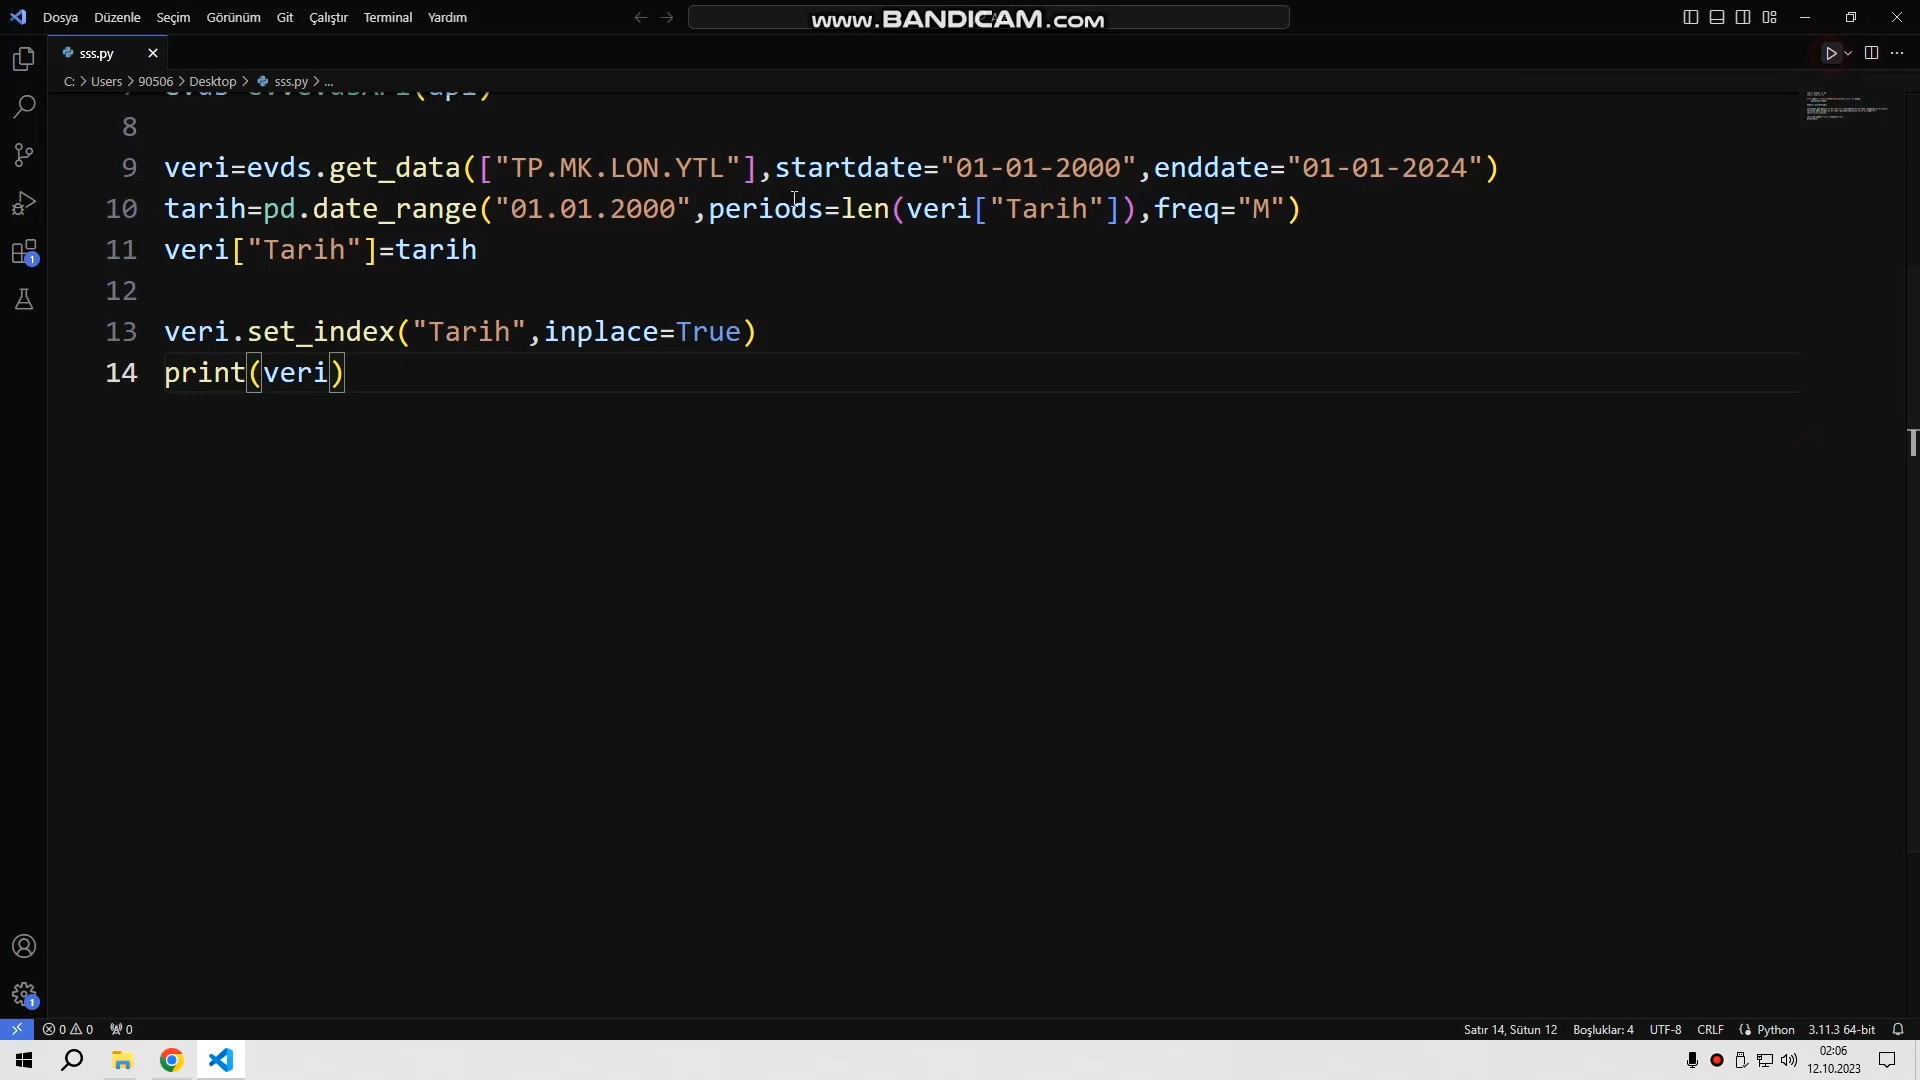 Dosya Düzenle Seçim Görünüm Git Çalıştır Terminal Yardım
www.BANDICAM.com
sss.py
C: > Users > 90506 > Desktop > sss.py > ...
8
9 veri=evds.get_data(["TP.MK.LON.YTL"],startdate="01-01-2000",enddate="01-01-2024")
10 tarih=pd.date_range("01.01.2000",periods=len(veri["Tarih"]),freq="M")
11 veri["Tarih"]=tarih
12
13 veri.set_index("Tarih",inplace=True)
14 print(veri)
1
1
0 0 0 Satır 14, Sütun 12 Boşluklar: 4 UTF-8 CRLF Python 3.11.3 64-bit
02:06
12.10.2023